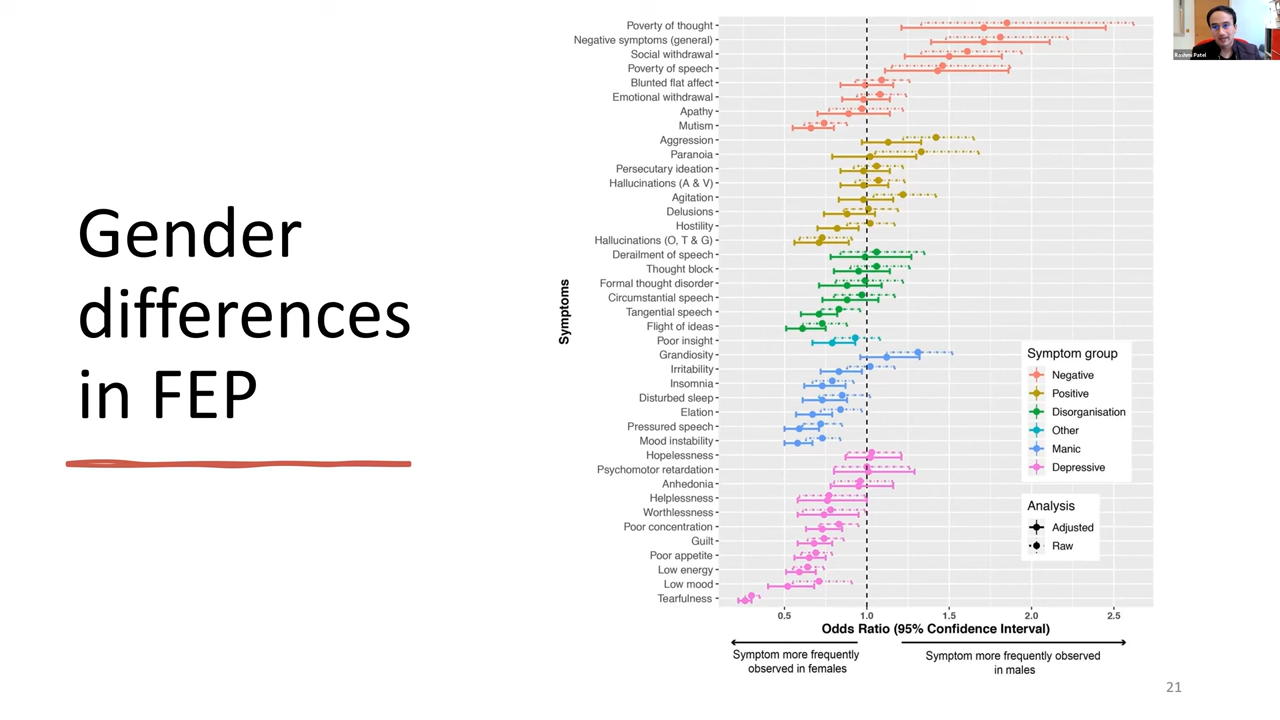 Gender
differences
in FEP
Symptoms
Poverty of thought
Negative symptoms (general)
Social withdrawal
Poverty of speech
Blunted flat affect
Emotional withdrawal
Apathy
Mutism
Aggression
Paranoia
Persecutory ideation
Hallucinations (A & V)
Agitation
Delusions
Hostility
Hallucinations (O, T & G)
Derailment of speech
Thought block
Formal thought disorder
Circumstantial speech
Tangential speech
Flight of ideas
Poor insight
Grandiosity
Irritability
Insomnia
Disturbed sleep
Elation
Pressured speech
Mood instability
Hopelessness
Psychomotor retardation
Anhedonia
Helplessness
Worthlessness
Poor concentration
Guilt
Poor appetite
Low energy
Low mood
Tearfulness
0.5 1.0 1.5 2.0 2.5
Odds Ratio (95% Confidence Interval)
Symptom more frequently
observed in females
Symptom more frequently observed
in males
Symptom group
Negative
Positive
Disorganisation
Other
Manic
Depressive
Analysis
Adjusted
Raw
Rashmi Patel
21